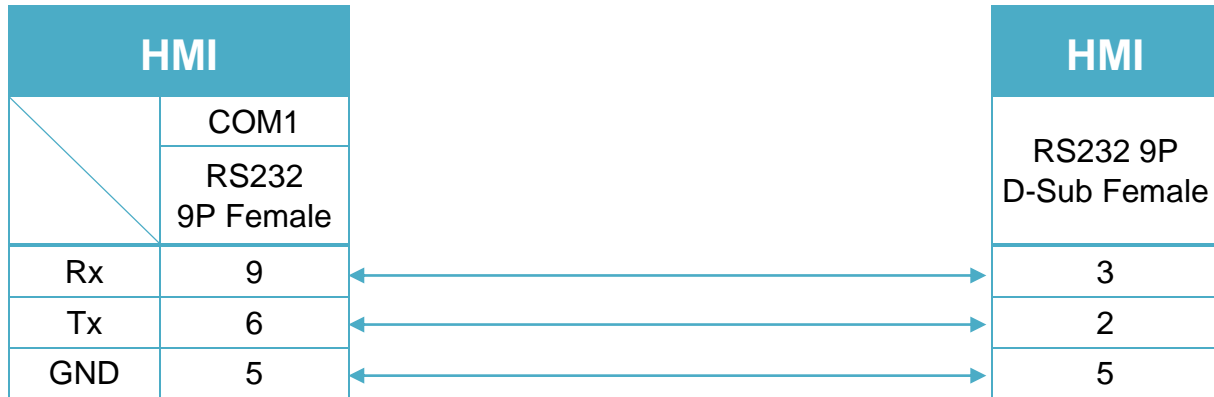 HMI
HMI
COM1
RS232
9P Female
RS232 9P
D-Sub Female
Rx 9 3
Tx 6 2
GND 5 5